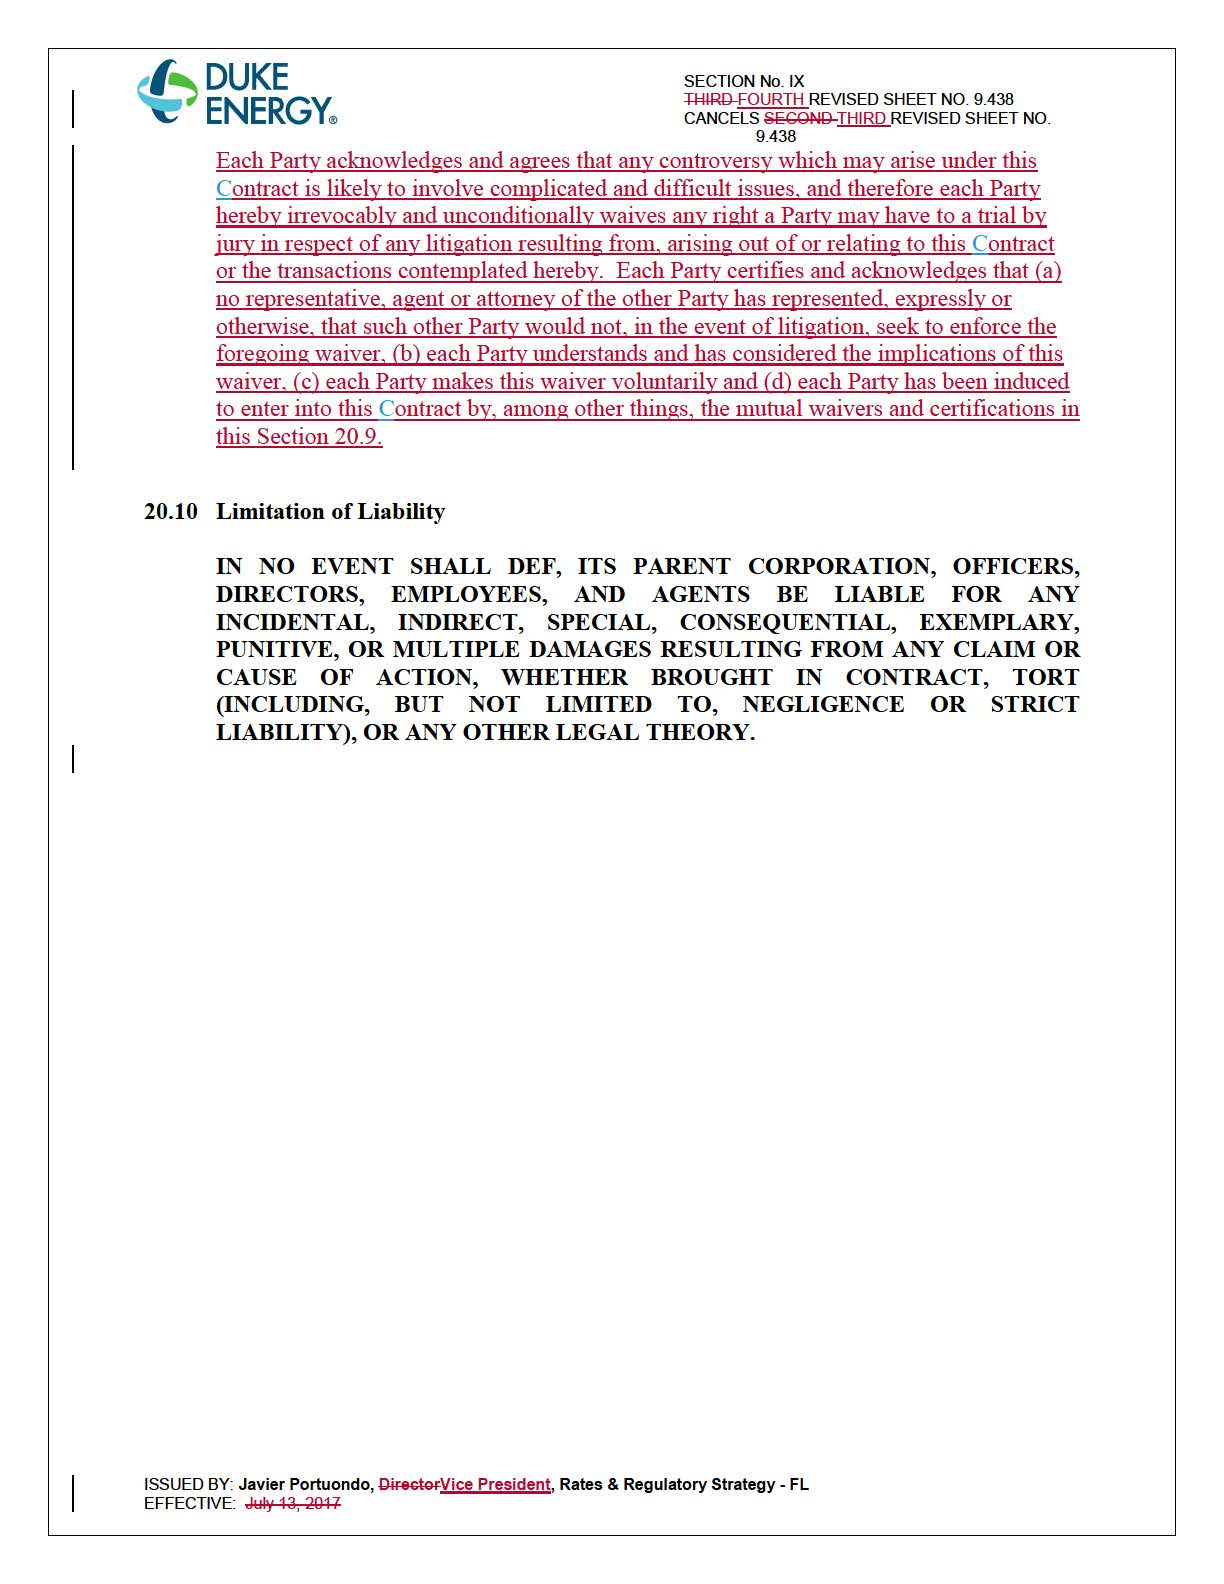 DUKE
ENERGY®
SECTION No. IX
THIRD FOURTH REVISED SHEET NO. 9.438
CANCELS SECOND THIRD REVISED SHEET NO.
9.438
Each Party acknowledges and agrees that any controversy which may arise under this
Contract is likely to involve complicated and difficult issues, and therefore each Party
hereby irrevocably and unconditionally waives any right a Party may have to a trial by
jury in respect of any litigation resulting from, arising out of or relating to this Contract
or the transactions contemplated hereby.  Each Party certifies and acknowledges that (a)
no representative, agent or attorney of the other Party has represented, expressly or
otherwise, that such other Party would not, in the event of litigation, seek to enforce the
foregoing waiver, (b) each Party understands and has considered the implications of this
waiver, (c) each Party makes this waiver voluntarily and (d) each Party has been induced
to enter into this Contract by, among other things, the mutual waivers and certifications in
this Section 20.9.
20.10 Limitation of Liability
IN NO EVENT SHALL DEF, ITS PARENT CORPORATION, OFFICERS,
DIRECTORS, EMPLOYEES, AND AGENTS BE LIABLE FOR ANY
INCIDENTAL, INDIRECT, SPECIAL, CONSEQUENTIAL, EXEMPLARY,
PUNITIVE, OR MULTIPLE DAMAGES RESULTING FROM ANY CLAIM OR
CAUSE OF ACTION, WHETHER BROUGHT IN CONTRACT, TORT
(INCLUDING, BUT NOT LIMITED TO, NEGLIGENCE OR STRICT
LIABILITY), OR ANY OTHER LEGAL THEORY.
ISSUED BY: Javier Portuondo, DirectorVice President, Rates & Regulatory Strategy - FL
EFFECTIVE: July 13, 2017